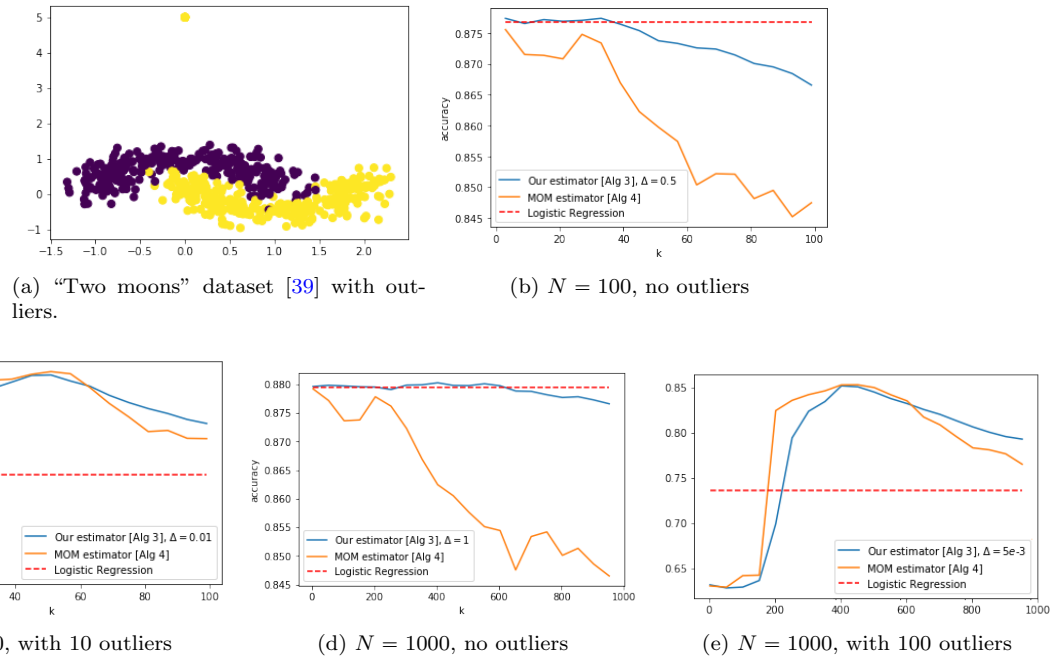 5
4
3
2
1
0
−1
−1.5 −1.0 −0.5 0.0 0.5 1.0 1.5 2.0
(a) “Two moons” dataset [39] with out-
liers.
0.875
0.870
0.865
0.860
0.855
0.850
0.845
accuracy
Our estimator [Alg 3], Δ = 0.5
MOM estimator [Alg 4]
Logistic Regression
0 20 40 60 80 100
k
(b) N = 100, no outliers
Our estimator [Alg 3], Δ = 0.01
MOM estimator [Alg 4]
Logistic Regression
40 60 80 100
k
0, with 10 outliers
0.880
0.875
0.870
0.865
0.860
0.855
0.850
0.845
accuracy
Our estimator [Alg 3], Δ = 1
MOM estimator [Alg 4]
Logistic Regression
0 200 400 600 800 1000
k
(d) N = 1000, no outliers
0.85
0.80
0.75
0.70
0.65
Our estimator [Alg 3], Δ = 5e-3
MOM estimator [Alg 4]
Logistic Regression
0 200 400 600 800 1000
(e) N = 1000, with 100 outliers